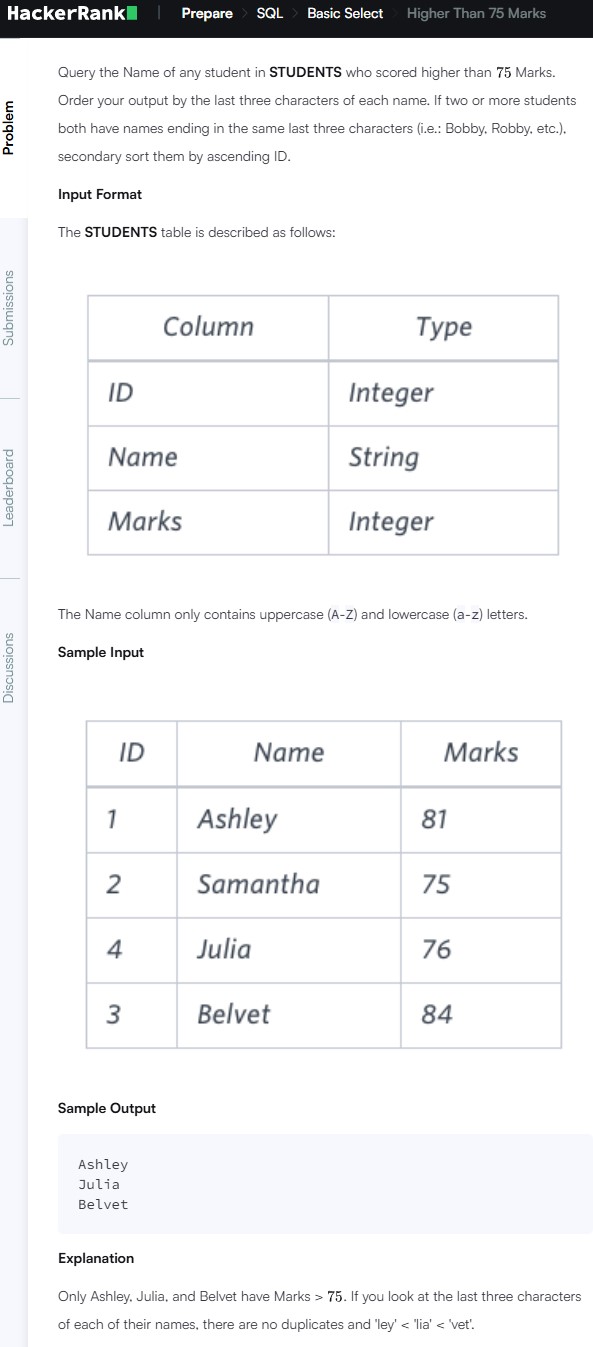 HackerRank | Prepare > SQL > Basic Select > Higher Than 75 Marks
Problem
Submissions
Leaderboard
Discussions
Query the Name of any student in STUDENTS who scored higher than 75 Marks.
Order your output by the last three characters of each name. If two or more students
both have names ending in the same last three characters (i.e.: Bobby, Robby, etc.),
secondary sort them by ascending ID.
Input Format
The STUDENTS table is described as follows:
Column Type
ID Integer
Name String
Marks Integer
The Name column only contains uppercase (A-Z) and lowercase (a-z) letters.
Sample Input
ID Name Marks
1 Ashley 81
2 Samantha 75
4 Julia 76
3 Belvet 84
Sample Output
Ashley
Julia
Belvet
Explanation
Only Ashley, Julia, and Belvet have Marks > 75. If you look at the last three characters
of each of their names, there are no duplicates and 'ley' < 'lia' < 'vet'.